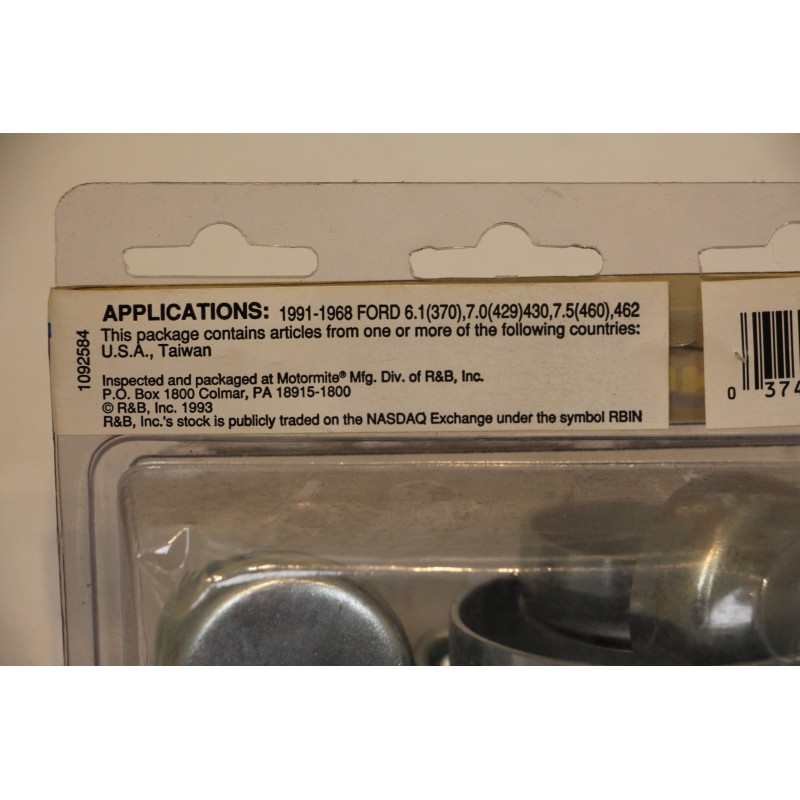 APPLICATIONS: 1991-1968 FORD 6.1(370),7.0(429)430,7.5(460),462
This package contains articles from one or more of the following countries:
U.S.A., Taiwan
Inspected and packaged at Motormite® Mfg. Div. of R&B, Inc.
P.O. Box 1800 Colmar, PA 18915-1800
© R&B, Inc. 1993
R&B, Inc.'s stock is publicly traded on the NASDAQ Exchange under the symbol RBIN
1092584
0 374